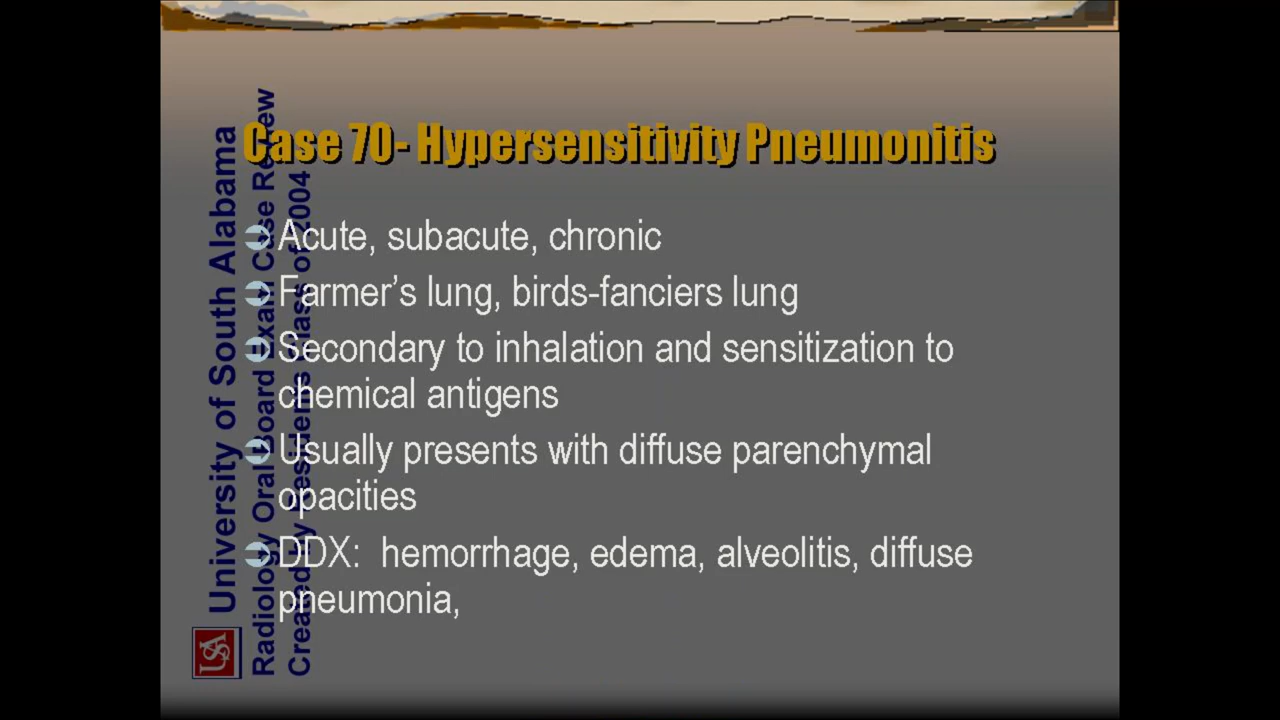 Case 70- Hypersensitivity Pneumonitis
Acute, subacute, chronic
Farmer's lung, birds-fanciers lung
Secondary to inhalation and sensitization to
chemical antigens
Usually presents with diffuse parenchymal
opacities
DDX: hemorrhage, edema, alveolitis, diffuse
pneumonia,
University of South Alabama
Radiology Oral Board Exam Case Review
Created by Residents Class of 2004
USA